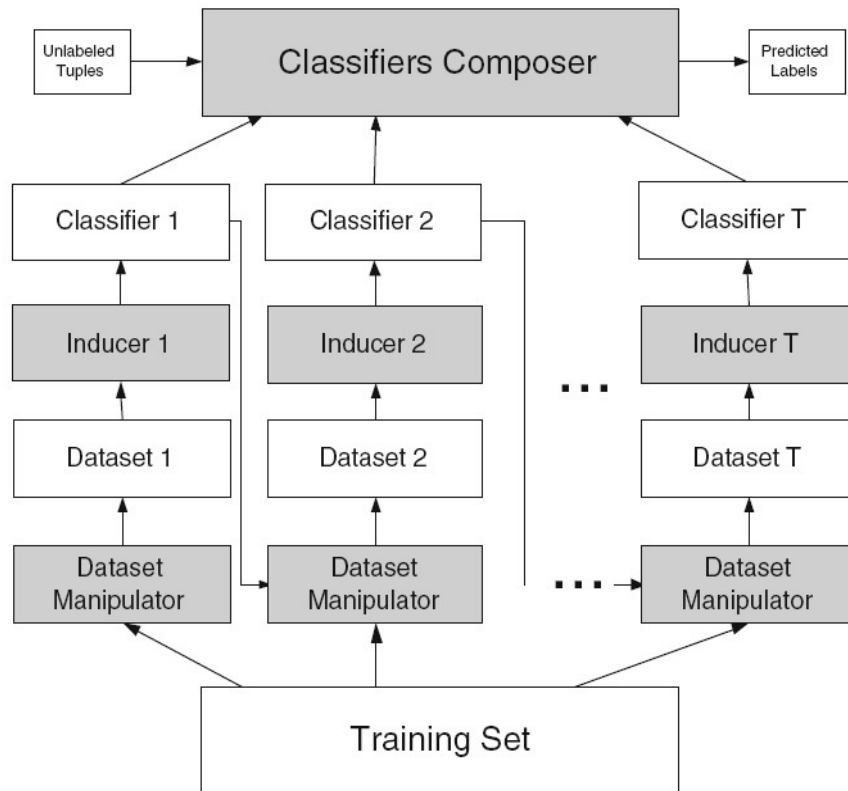 Unlabeled
Tuples
Classifiers Composer
Predicted
Labels
Classifier 1
Classifier 2
Classifier T
Inducer 1
Inducer 2
...
Inducer T
Dataset 1
Dataset 2
Dataset T
Dataset
Manipulator
Dataset
Manipulator
...
Dataset
Manipulator
Training Set